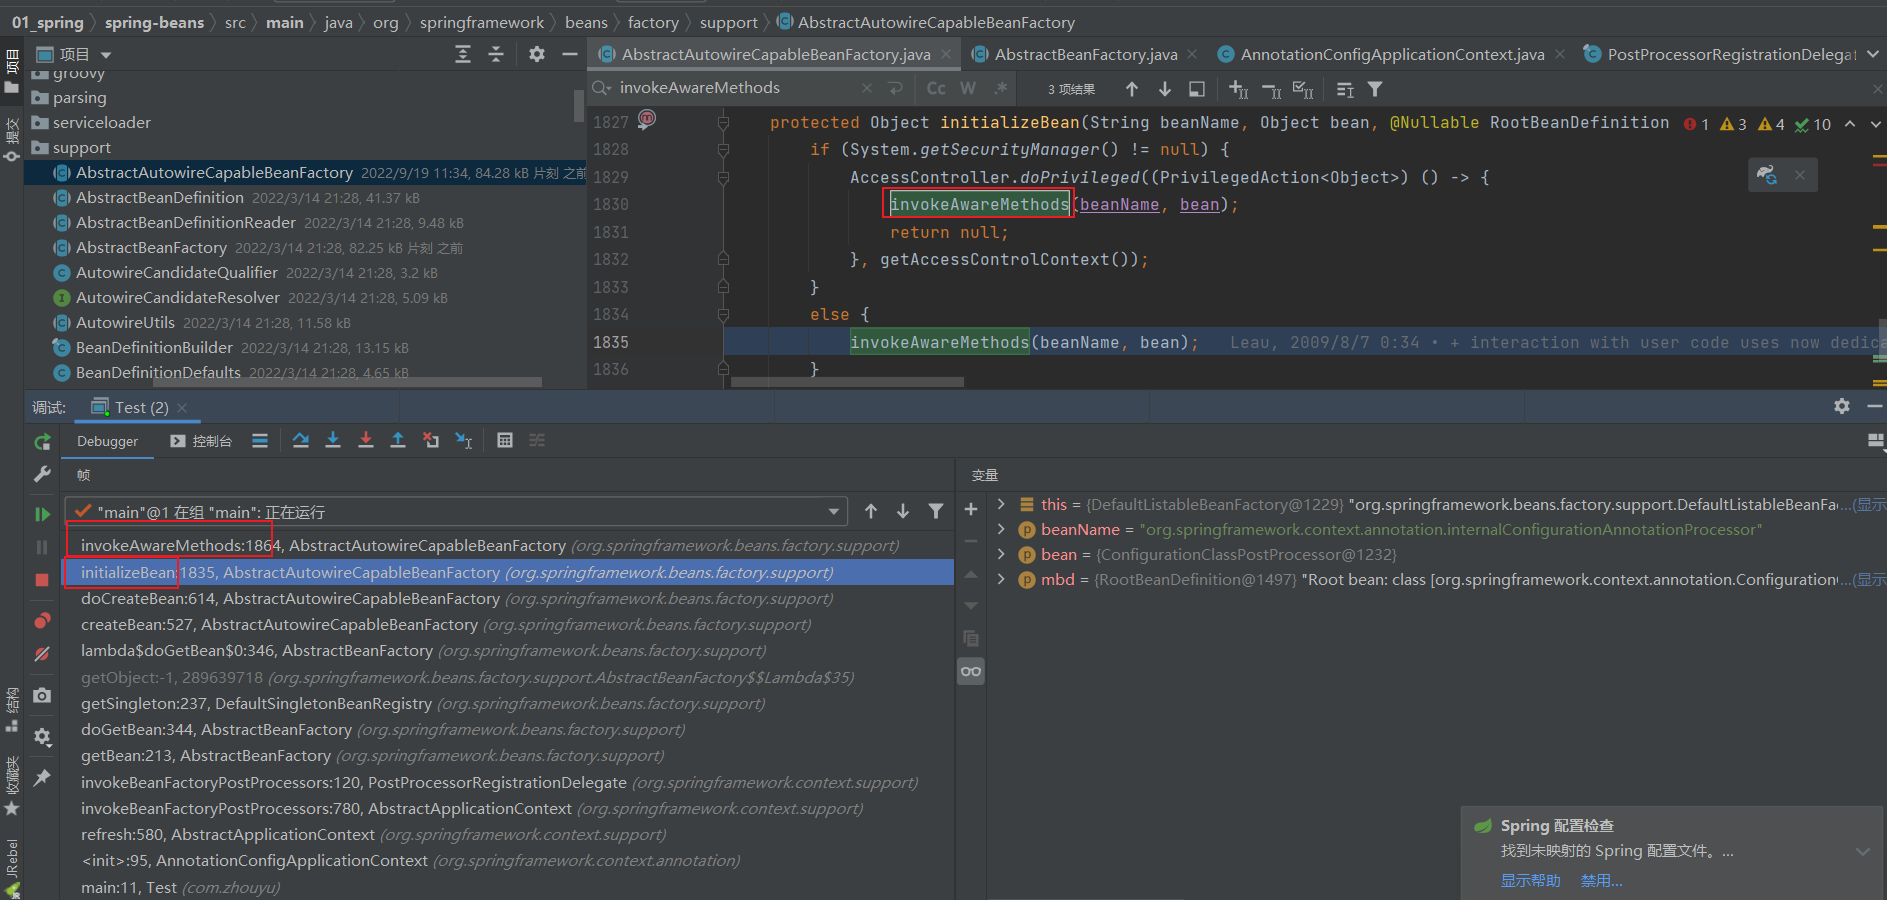 01_spring › spring-beans › src › main › java › org › springframework › beans › factory › support › AbstractAutowireCapableBeanFactory
项目
AbstractAutowireCapableBeanFactory.java
AbstractBeanFactory.java
AnnotationConfigApplicationContext.java
PostProcessorRegistrationDelegat
invokeAwareMethods
Cc W .*
3 项结果
项目
提交
结构
收藏夹
JRebel
groovy
parsing
serviceloader
support
AbstractAutowireCapableBeanFactory 2022/9/19 11:34, 84.28 kB 片刻 之前
AbstractBeanDefinition 2022/3/14 21:28, 41.37 kB
AbstractBeanDefinitionReader 2022/3/14 21:28, 9.48 kB
AbstractBeanFactory 2022/3/14 21:28, 82.25 kB 片刻 之前
AutowireCandidateQualifier 2022/3/14 21:28, 3.2 kB
AutowireCandidateResolver 2022/3/14 21:28, 5.09 kB
AutowireUtils 2022/3/14 21:28, 11.58 kB
BeanDefinitionBuilder 2022/3/14 21:28, 13.15 kB
BeanDefinitionDefaults 2022/3/14 21:28, 4.65 kB
1827 protected Object initializeBean(String beanName, Object bean, @Nullable RootBeanDefinition
1 3 4 10
1828 if (System.getSecurityManager() != null) {
1829 AccessController.doPrivileged((PrivilegedAction<Object>) () -> {
1830 invokeAwareMethods(beanName, bean);
1831 return null;
1832 }, getAccessControlContext());
1833 }
1834 else {
1835 invokeAwareMethods(beanName, bean); Leau, 2009/8/7 0:34 • + interaction with user code uses now dedica
1836 }
调试: Test (2)
Debugger 控制台
帧
"main"@1 在组 "main": 正在运行
invokeAwareMethods:1864, AbstractAutowireCapableBeanFactory (org.springframework.beans.factory.support)
initializeBean:1835, AbstractAutowireCapableBeanFactory (org.springframework.beans.factory.support)
doCreateBean:614, AbstractAutowireCapableBeanFactory (org.springframework.beans.factory.support)
createBean:527, AbstractAutowireCapableBeanFactory (org.springframework.beans.factory.support)
lambda$doGetBean$0:346, AbstractBeanFactory (org.springframework.beans.factory.support)
getObject:-1, 289639718 (org.springframework.beans.factory.support.AbstractBeanFactory$$Lambda$35)
getSingleton:237, DefaultSingletonBeanRegistry (org.springframework.beans.factory.support)
doGetBean:344, AbstractBeanFactory (org.springframework.beans.factory.support)
getBean:213, AbstractBeanFactory (org.springframework.beans.factory.support)
invokeBeanFactoryPostProcessors:120, PostProcessorRegistrationDelegate (org.springframework.context.support)
invokeBeanFactoryPostProcessors:780, AbstractApplicationContext (org.springframework.context.support)
refresh:580, AbstractApplicationContext (org.springframework.context.support)
<init>:95, AnnotationConfigApplicationContext (org.springframework.context.annotation)
main:11, Test (com.zhouyu)
变量
this = {DefaultListableBeanFactory@1229} "org.springframework.beans.factory.support.DefaultListableBeanFa… (显示
beanName = "org.springframework.context.annotation.internalConfigurationAnnotationProcessor"
bean = {ConfigurationClassPostProcessor@1232}
mbd = {RootBeanDefinition@1497} "Root bean: class [org.springframework.context.annotation.Configuration… (显示
Spring 配置检查
找到未映射的 Spring 配置文件。...
显示帮助 禁用...